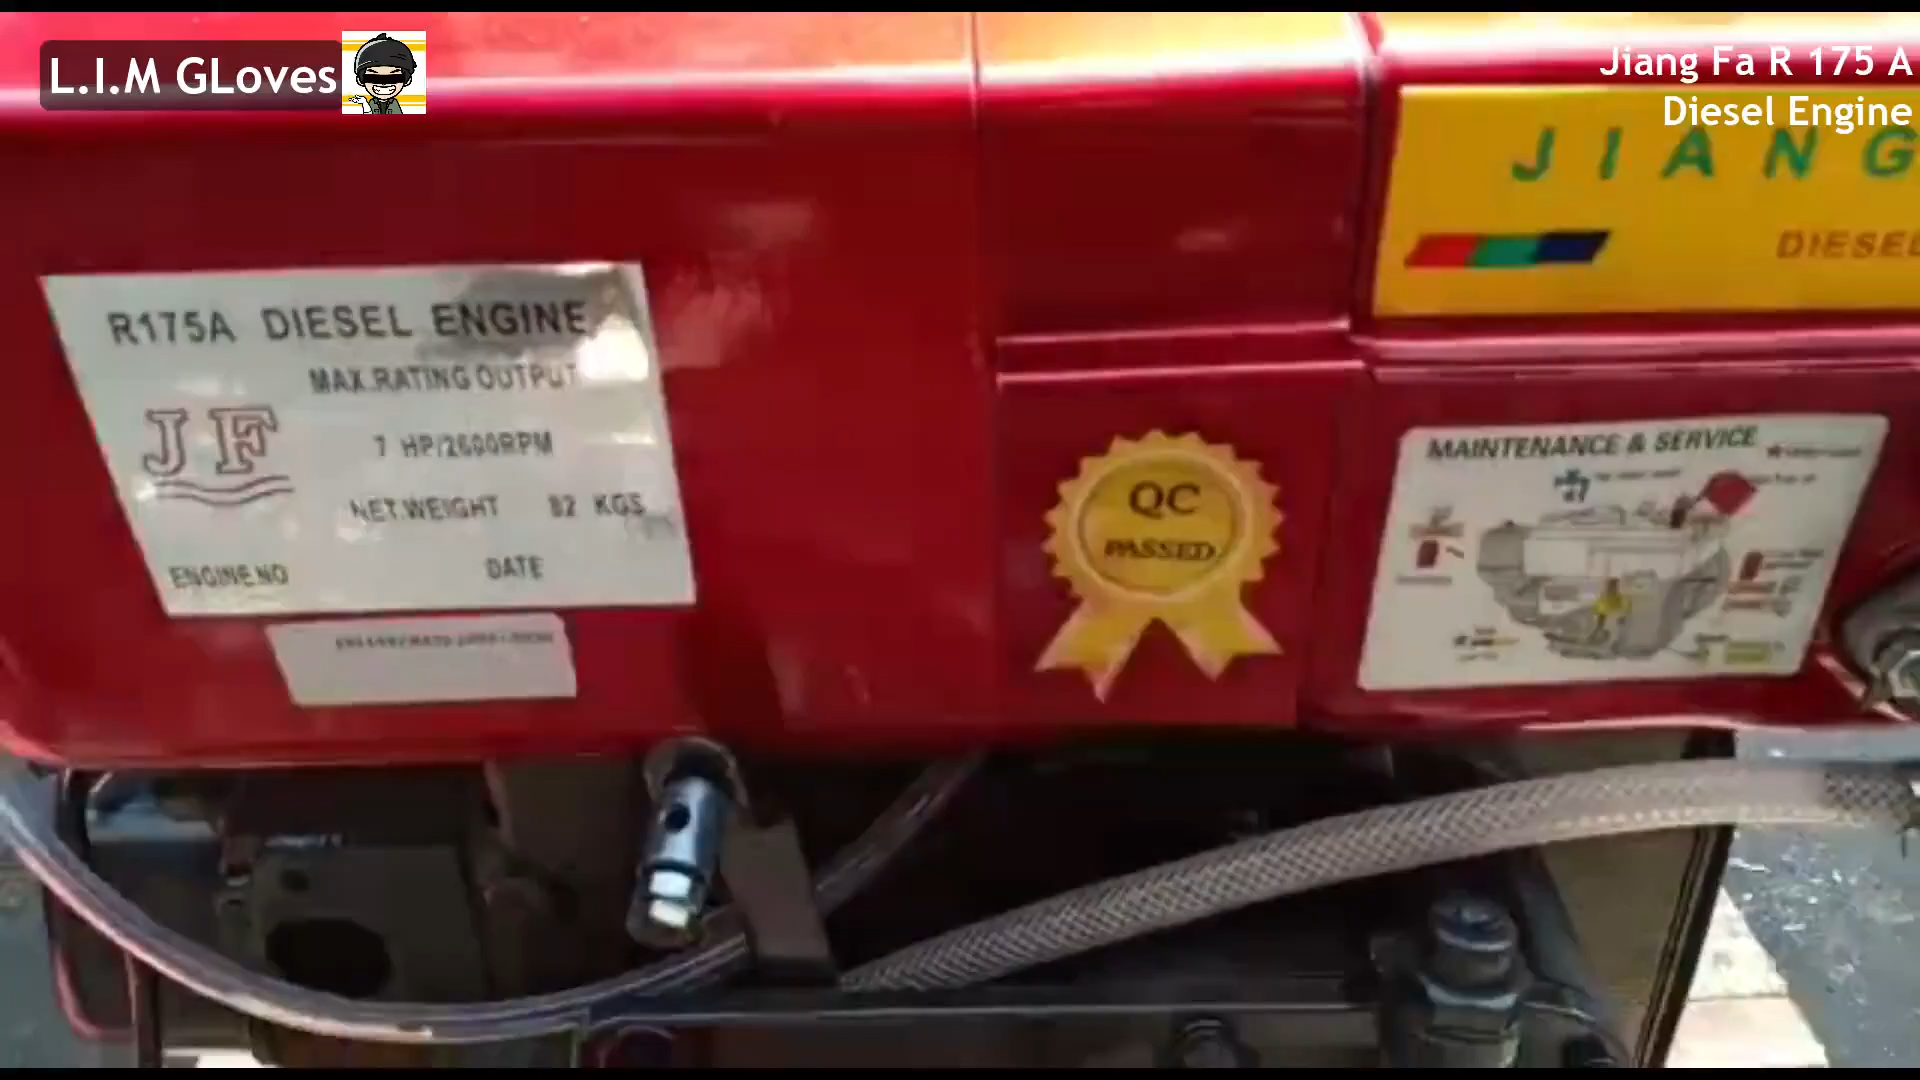 L.I.M GLoves
Jiang Fa R 175 A
Diesel Engine
JIANG
DIESEL
R175A DIESEL ENGINE
MAX.RATING OUTPUT
JF
7 HP/2600RPM
NET.WEIGHT 82 KGS
ENGINE.NO DATE
QC
PASSED
MAINTENANCE & SERVICE